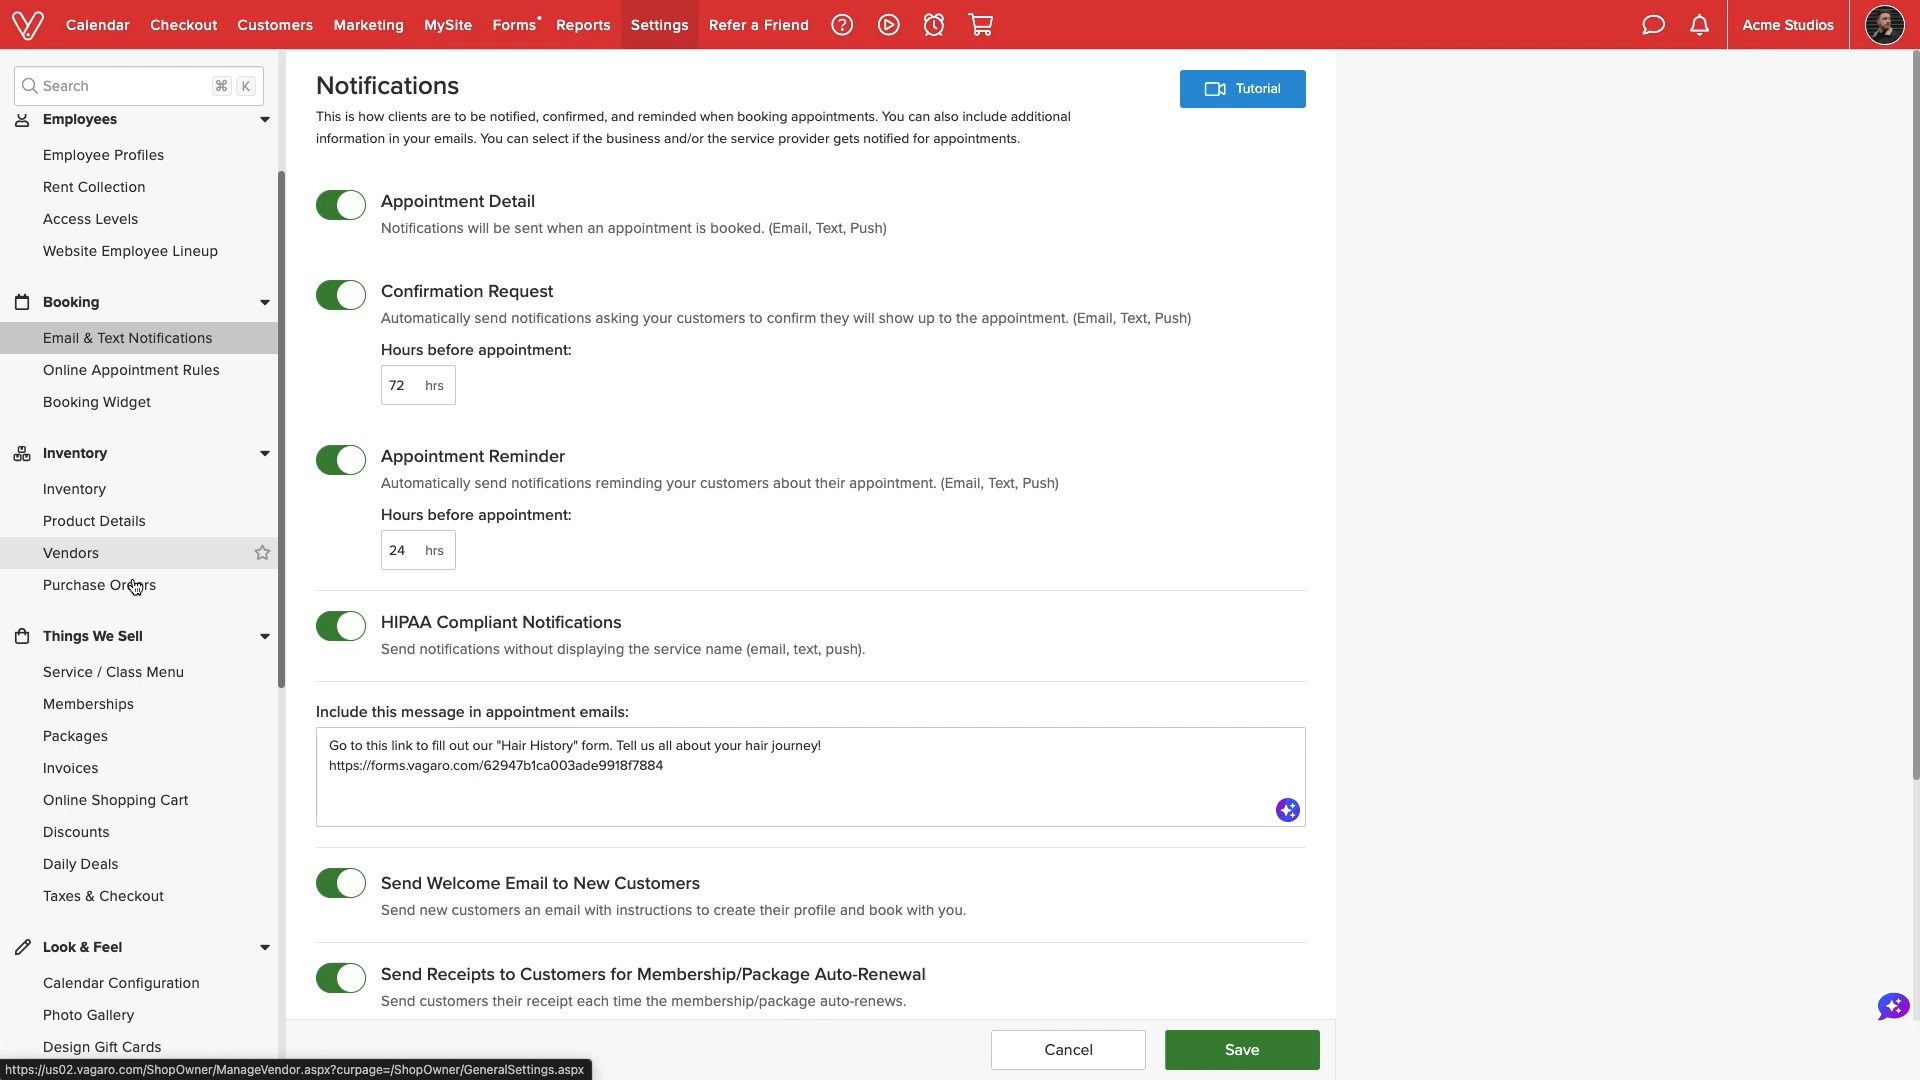 Calendar Checkout Customers Marketing MySite Forms Reports Settings Refer a Friend Acme Studios
Search ⌘ K
Employees
Employee Profiles
Rent Collection
Access Levels
Website Employee Lineup
Booking
Email & Text Notifications
Online Appointment Rules
Booking Widget
Inventory
Inventory
Product Details
Vendors
Purchase Orders
Things We Sell
Service / Class Menu
Memberships
Packages
Invoices
Online Shopping Cart
Discounts
Daily Deals
Taxes & Checkout
Look & Feel
Calendar Configuration
Photo Gallery
Design Gift Cards
Notifications
Tutorial
This is how clients are to be notified, confirmed, and reminded when booking appointments. You can also include additional
information in your emails. You can select if the business and/or the service provider gets notified for appointments.
Appointment Detail
Notifications will be sent when an appointment is booked. (Email, Text, Push)
Confirmation Request
Automatically send notifications asking your customers to confirm they will show up to the appointment. (Email, Text, Push)
Hours before appointment:
72 hrs
Appointment Reminder
Automatically send notifications reminding your customers about their appointment. (Email, Text, Push)
Hours before appointment:
24 hrs
HIPAA Compliant Notifications
Send notifications without displaying the service name (email, text, push).
Include this message in appointment emails:
Go to this link to fill out our "Hair History" form. Tell us all about your hair journey!
https://forms.vagaro.com/62947b1ca003ade9918f7884
Send Welcome Email to New Customers
Send new customers an email with instructions to create their profile and book with you.
Send Receipts to Customers for Membership/Package Auto-Renewal
Send customers their receipt each time the membership/package auto-renews.
Cancel Save
https://us02.vagaro.com/ShopOwner/ManageVendor.aspx?curpage=/ShopOwner/GeneralSettings.aspx